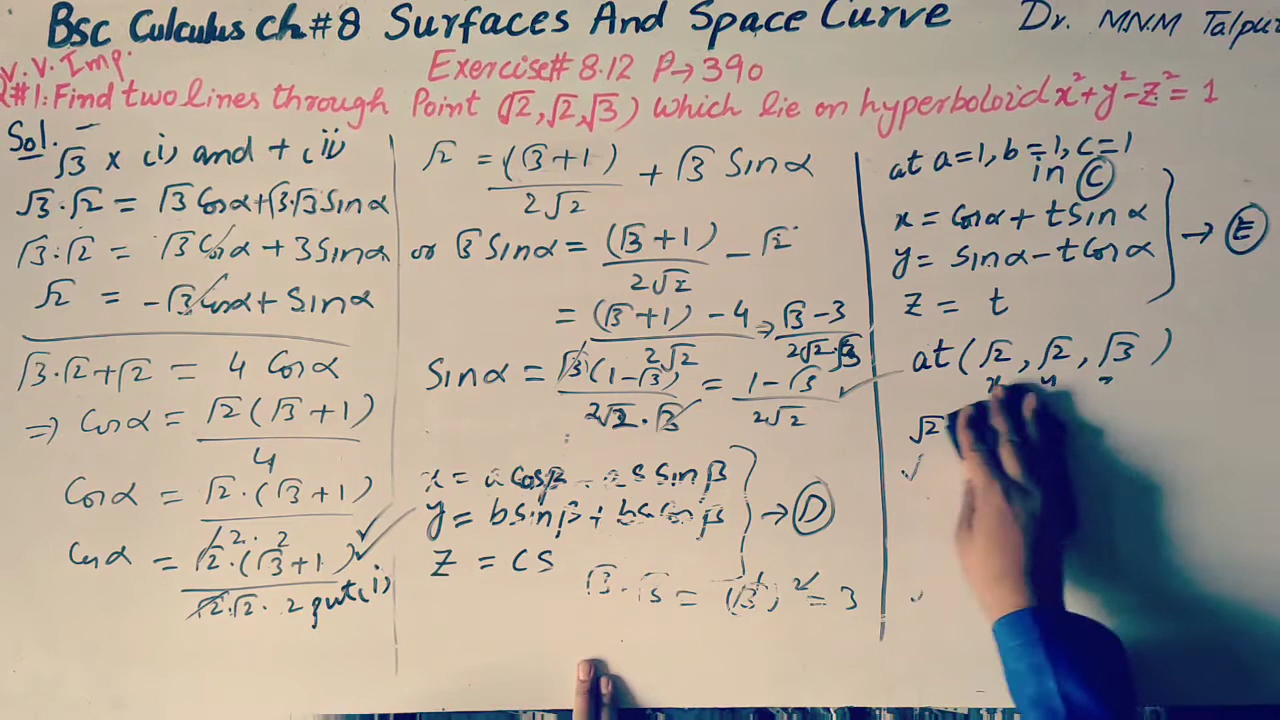 Bsc Calculus Ch#8 Surfaces And Space Curve Dr. MNM Talpur
V.V.Imp. Exercise# 8.12 P→390
Q#1: Find two lines through Point (√2,√2,√3) which lie on hyperboloid x²+y²-z²=1
Sol. √3 x (i) and + (ii)
√3·√2 = √3 Cosα+√3·√3 Sinα
√3·√2 = √3 Cosα + 3 Sinα
√2 = -√3 Cosα + Sinα
√3·√2+√2 = 4 Cosα
⇒ Cosα = √2(√3+1)/4
Cosα = √2·(√3+1)/√2²·2
Cosα = √2·(√3+1)/√2·√2·2 put (i)
√2 = (√3+1)/2√2 + √3 Sinα
or √3 Sinα = (√3+1)/2√2 - √2
= (√3+1)-4/2√2 ⇒ √3-3/2√2·√3
Sinα = √3(1-√3)/2√2·√3 = 1-√3/2√2
x = a cosβ - as sinβ
y = b sinβ + bs cosβ → D
z = cs
√3·√3 = (√3)² = 3
at a=1, b=1, c=1
in C
x = Cosα + t Sinα
y = Sinα - t Cosα → E
z = t
at (√2, √2, √3)
x y z
√2